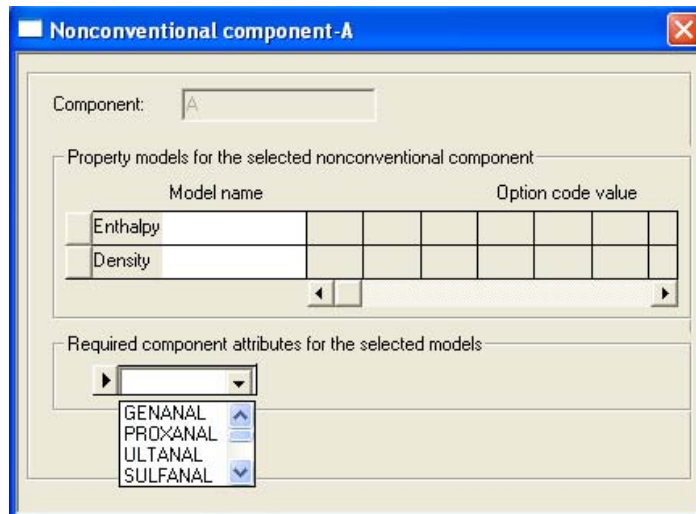 Nonconventional component-A
Component: A
Property models for the selected nonconventional component
Model name Option code value
Enthalpy
Density
Required component attributes for the selected models
GENANAL
PROXANAL
ULTANAL
SULFANAL